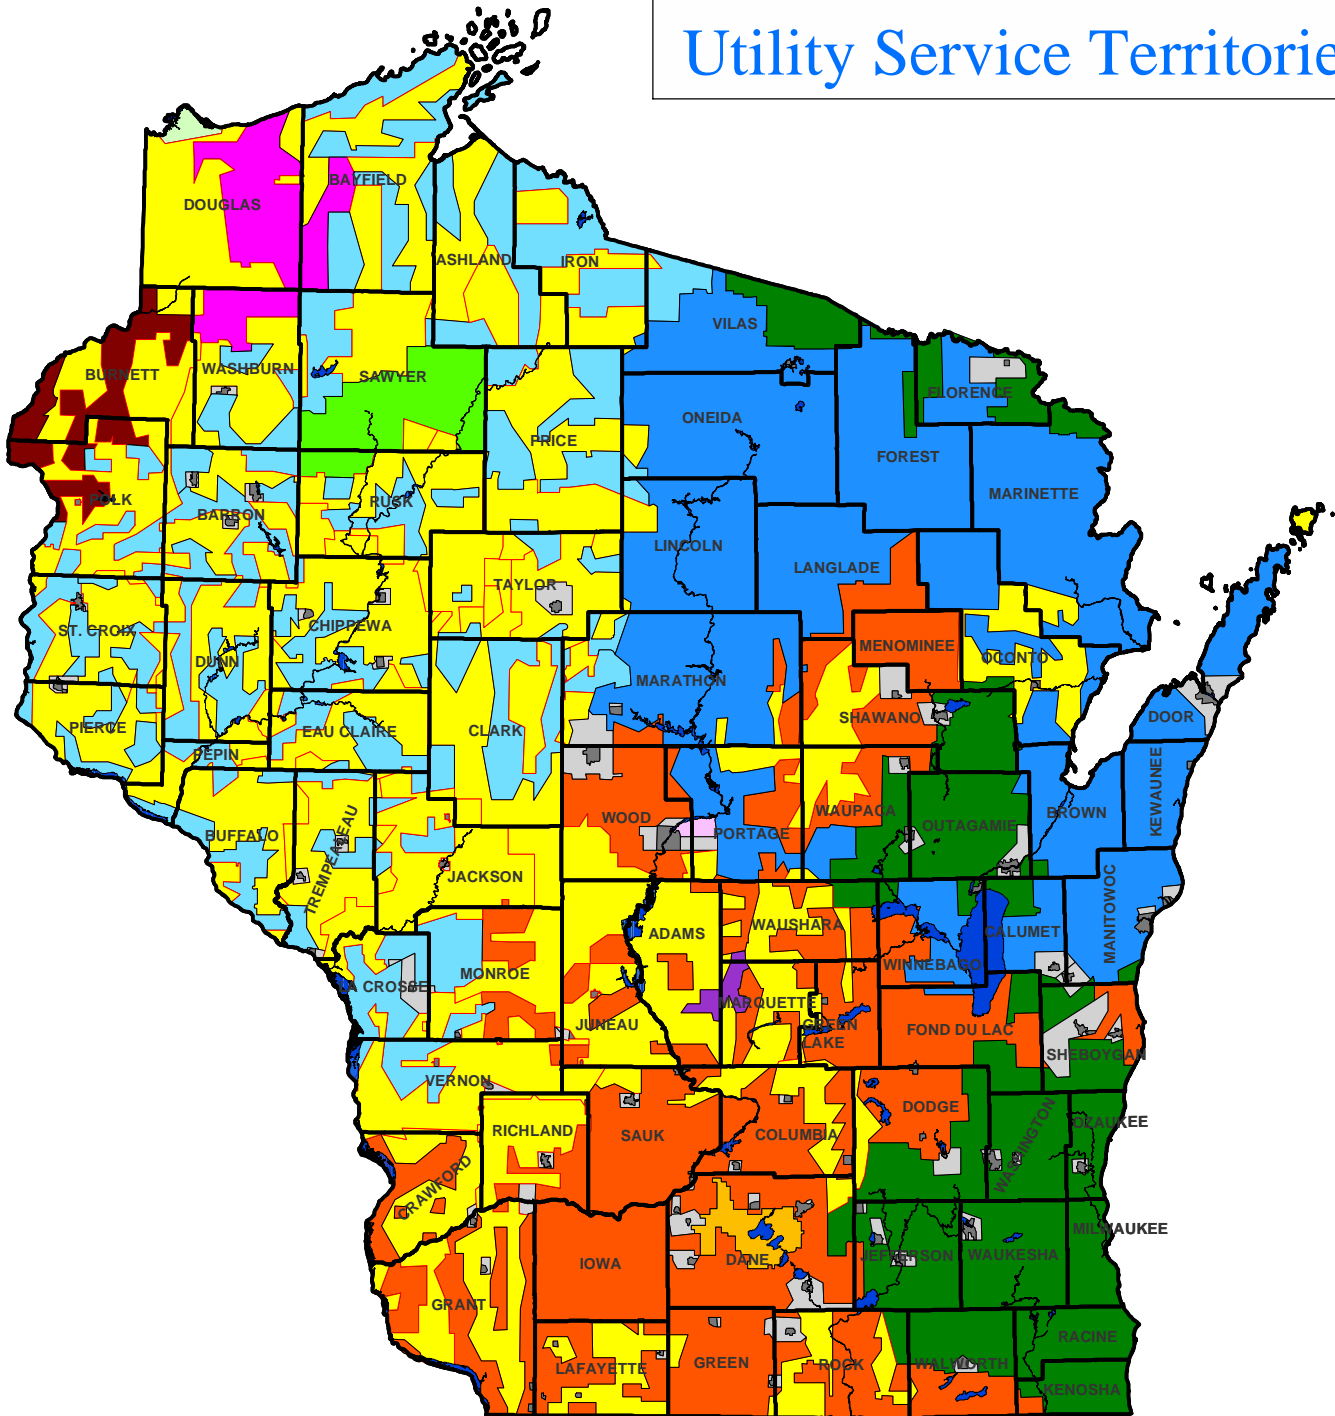 Utility Service Territorie
BAYFIELD
DOUGLAS
ASHLAND
IRON
VILAS
BURNETT
WASHBURN
SAWYER
FLORENCE
ONEIDA
PRICE
FOREST
POLK
RUSK
MARINETTE
BARRON
LINCOLN
LANGLADE
TAYLOR
ST. CROIX
CHIPPEWA
MENOMINEE
DUNN
OCONTO
MARATHON
SHAWANO
DOOR
PIERCE
EAU CLAIRE
CLARK
PEPIN
WOOD
WAUPACA
BROWN
KEWAUNEE
BUFFALO
TREMPEALEAU
PORTAGE
OUTAGAMIE
JACKSON
ADAMS
WAUSHARA
CALUMET
MANITOWOC
MONROE
WINNEBAGO
LA CROSSE
MARQUETTE
JUNEAU
GREEN
LAKE
FOND DU LAC
SHEBOYGAN
VERNON
DODGE
RICHLAND
SAUK
COLUMBIA
WASHINGTON
OZAUKEE
CRAWFORD
MILWAUKEE
IOWA
DANE
JEFFERSON
WAUKESHA
GRANT
RACINE
LAFAYETTE
GREEN
ROCK
WALWORTH
KENOSHA